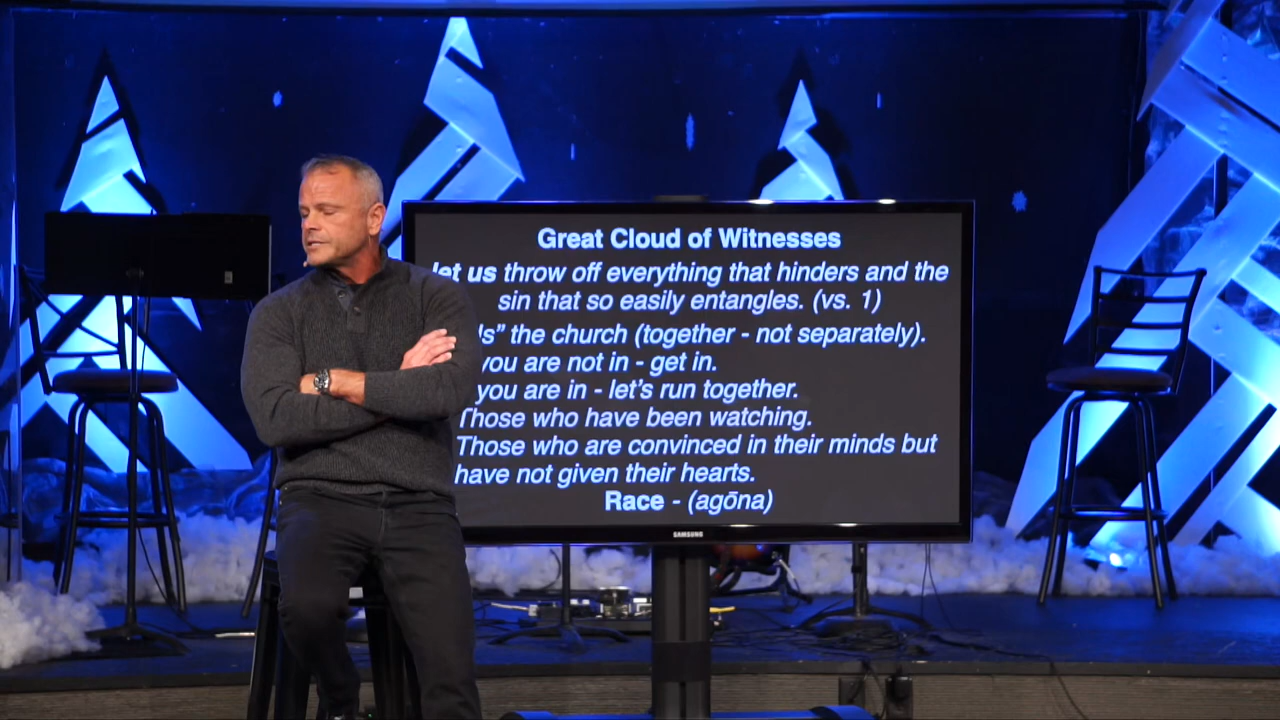 Great Cloud of Witnesses
let us throw off everything that hinders and the
sin that so easily entangles. (vs. 1)
the church (together - not separately).
you are not in - get in.
you are in - let's run together.
Those who have been watching.
Those who are convinced in their minds but
have not given their hearts.
Race - (agōna)
SAMSUNG